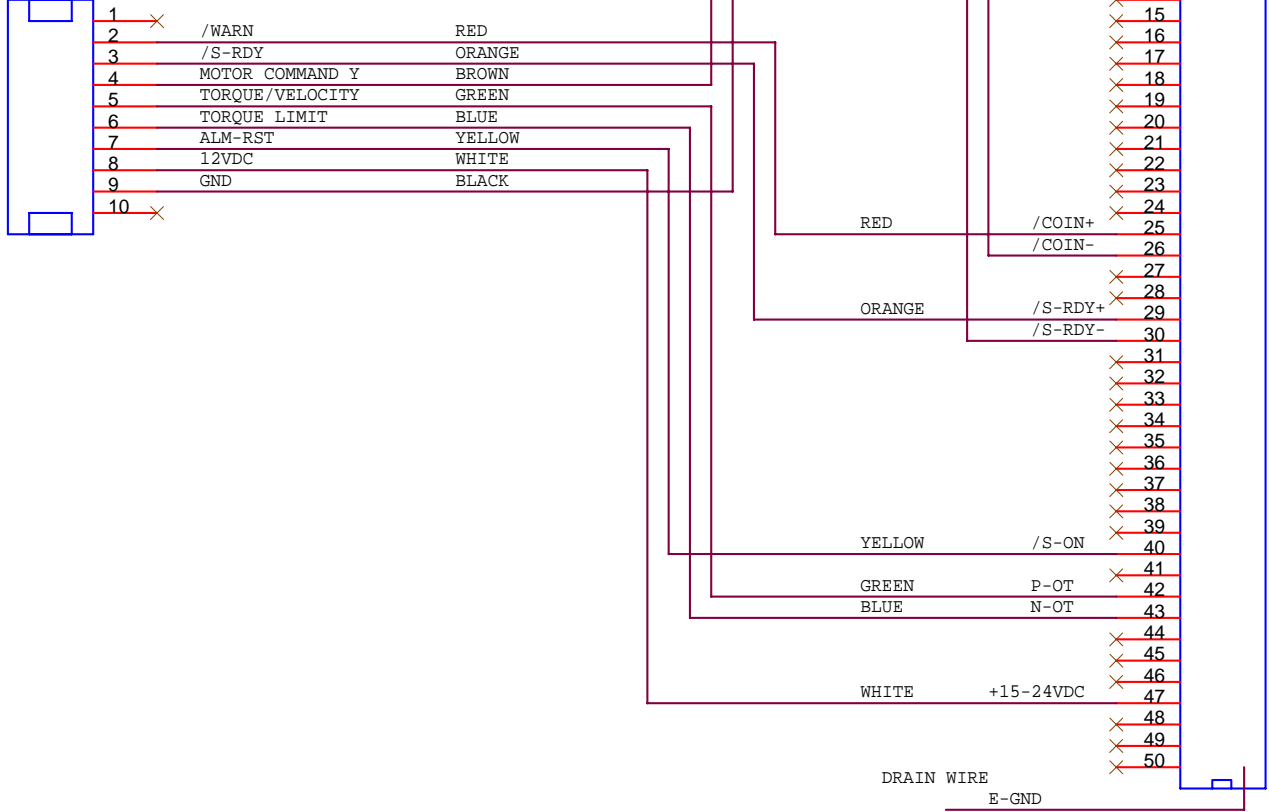 1
2 /WARN RED
3 /S-RDY ORANGE
4 MOTOR COMMAND Y BROWN
5 TORQUE/VELOCITY GREEN
6 TORQUE LIMIT BLUE
7 ALM-RST YELLOW
8 12VDC WHITE
9 GND BLACK
10
15
16
17
18
19
20
21
22
23
24
RED /COIN+ 25
/COIN- 26
27
28
ORANGE /S-RDY+ 29
/S-RDY- 30
31
32
33
34
35
36
37
38
39
YELLOW /S-ON 40
41
GREEN P-OT 42
BLUE N-OT 43
44
45
46
WHITE +15-24VDC 47
48
49
50
DRAIN WIRE
E-GND